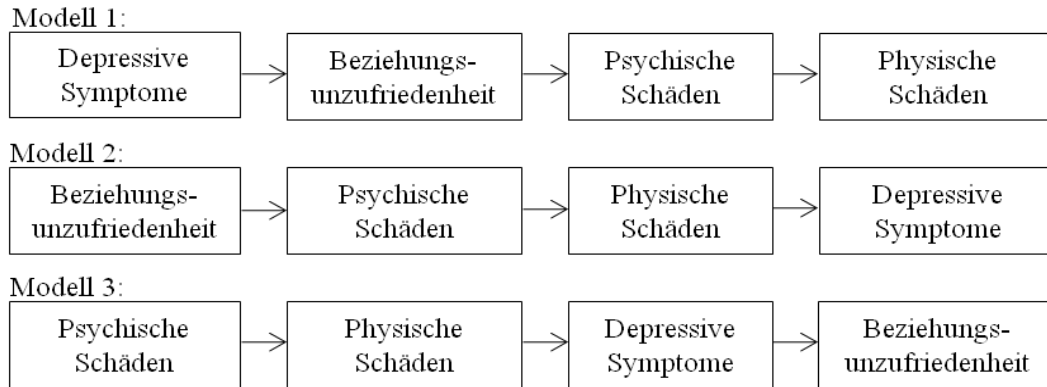 Modell 1:
Depressive
Symptome
Beziehungs-
unzufriedenheit
Psychische
Schäden
Physische
Schäden
Modell 2:
Beziehungs-
unzufriedenheit
Psychische
Schäden
Physische
Schäden
Depressive
Symptome
Modell 3:
Psychische
Schäden
Physische
Schäden
Depressive
Symptome
Beziehungs-
unzufriedenheit